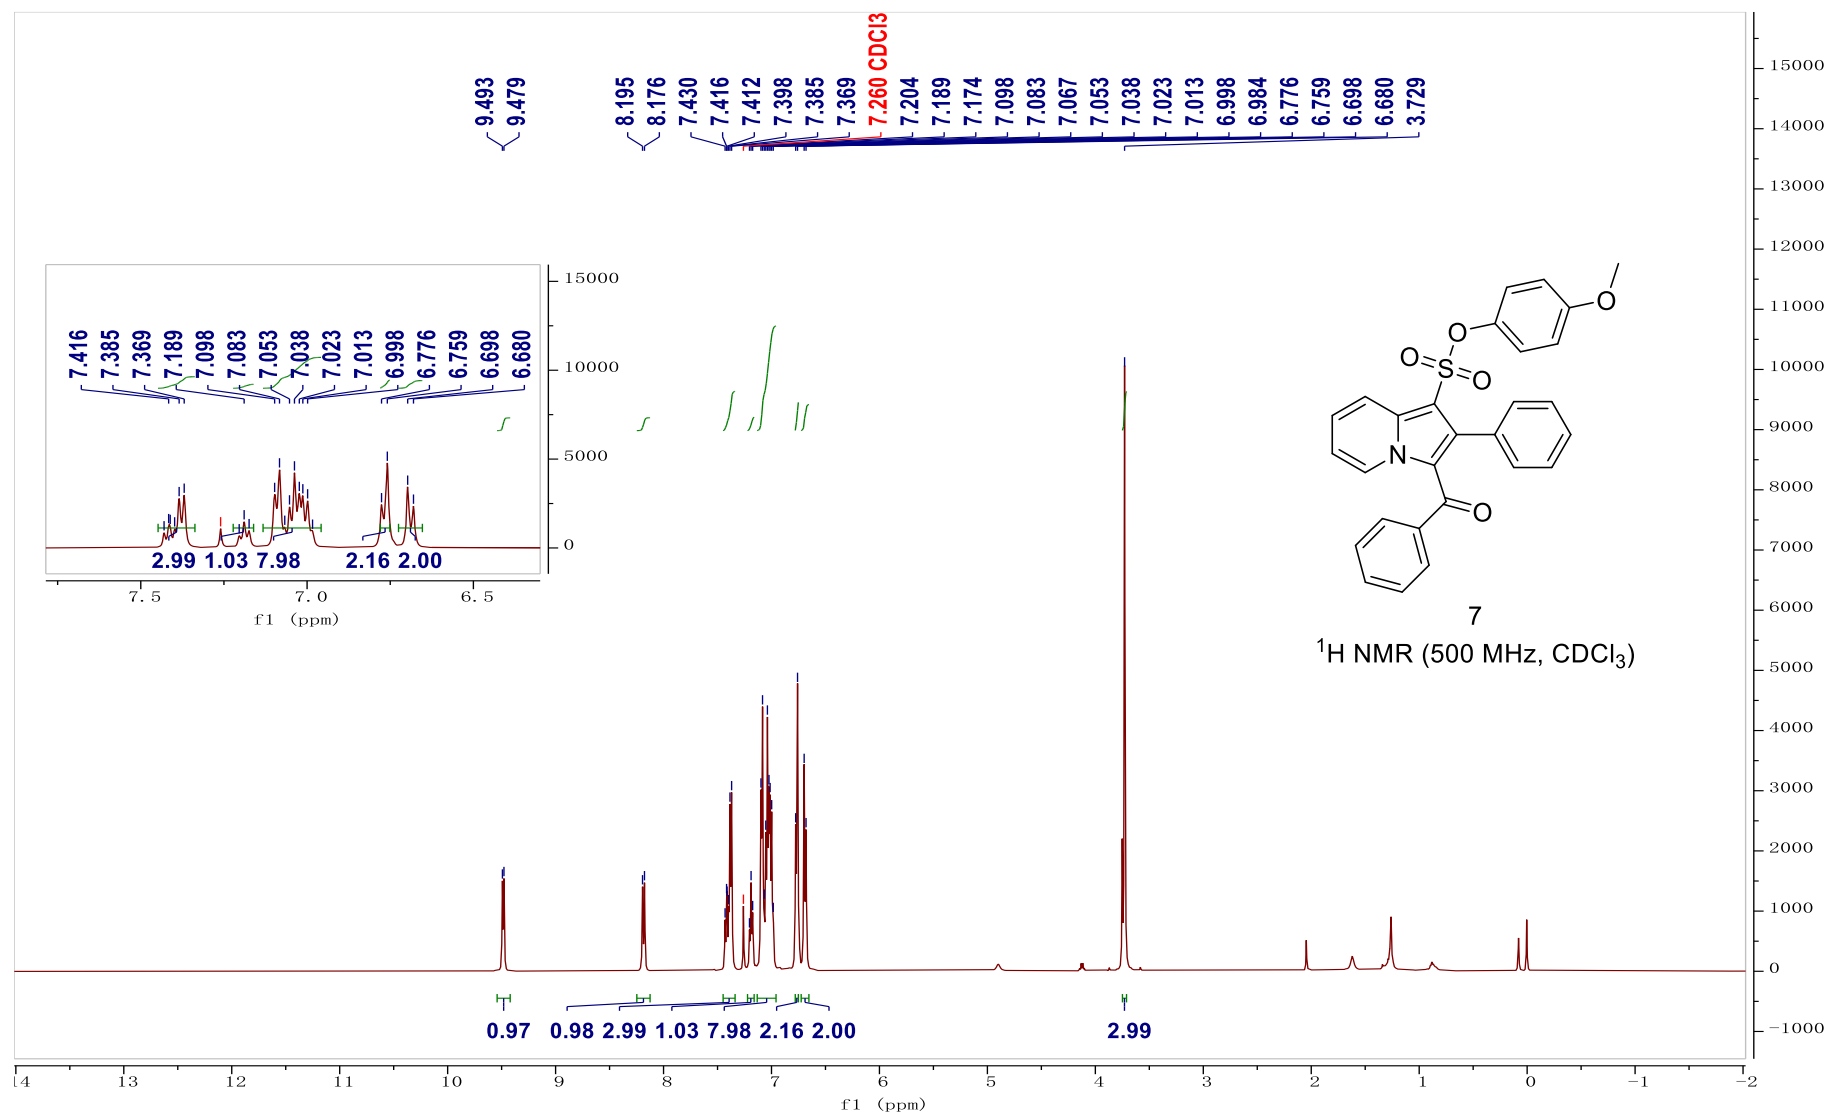 9.493 9.479 8.195 8.176 7.430 7.416 7.412 7.398 7.385 7.369 7.260 CDCl3 7.204 7.189 7.174 7.098 7.083 7.067 7.053 7.038 7.023 7.013 6.998 6.984 6.776 6.759 6.698 6.680 3.729
7.416 7.385 7.369 7.189 7.098 7.083 7.053 7.038 7.023 7.013 6.998 6.776 6.759 6.698 6.680
15000
10000
5000
0
2.99 1.03 7.98 2.16 2.00
7.5 7.0 6.5
f1 (ppm)
O
O
O
S
O
N
O
7
¹H NMR (500 MHz, CDCl₃)
15000
14000
13000
12000
11000
10000
9000
8000
7000
6000
5000
4000
3000
2000
1000
0
-1000
0.97 0.98 2.99 1.03 7.98 2.16 2.00 2.99
14 13 12 11 10 9 8 7 6 5 4 3 2 1 0 -1 -2
f1 (ppm)